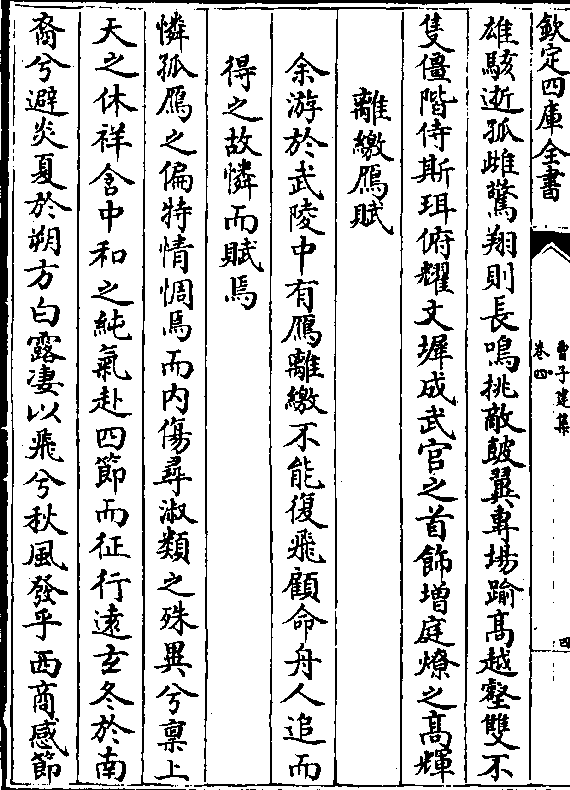 欽定四庫全書
曹子建集
卷四
四
雄駭逝孤雌驚翔則長鳴挑敵鼓翼專場踰髙越壑雙不
隻僵階侍斯珥俯耀文墀成武官之首飾增庭燎之髙輝
離繳鴈賦
余游於武陵中有鴈離繳不能復飛顧命舟人追而
得之故憐而賦焉
憐孤鴈之偏特情惆焉而内傷尋淑類之殊異兮稟上
天之休祥含中和之純氣赴四節而征行逺玄冬於南
裔兮避炎夏於朔方白露凄以飛兮秋風發乎西商感節